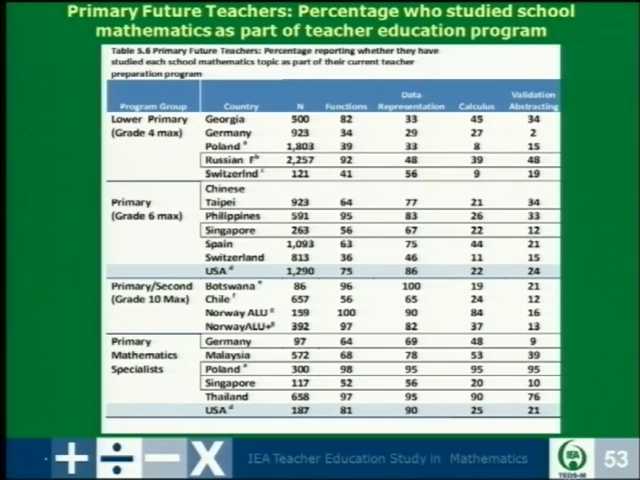 Primary Future Teachers: Percentage who studied school
mathematics as part of teacher education program
Table 5.6 Primary Future Teachers: Percentage reporting whether they have
studied each school mathematics topic as part of their current teacher
preparation program
Program Group Country N Functions Data Representation Calculus Validation Abstracting
Lower Primary Georgia 500 82 33 45 34
(Grade 4 max) Germany 923 34 29 27 2
Poland a 1,803 39 33 8 15
Russian F b 2,257 92 48 39 48
Switzerlnd c 121 41 56 9 19
Chinese
Primary Taipei 923 64 77 21 34
(Grade 6 max) Philippines 591 95 83 26 33
Singapore 263 56 67 22 12
Spain 1,093 63 75 44 21
Switzerland 813 36 46 11 15
USA d 1,290 75 86 22 24
Primary/Second Botswana e 86 96 100 19 21
(Grade 10 Max) Chile f 657 56 65 24 12
Norway ALU g 159 100 90 84 16
NorwayALU+g 392 97 82 37 13
Primary Germany 97 64 69 48 9
Mathematics Malaysia 572 68 78 53 39
Specialists Poland a 300 98 95 95 95
Singapore 117 52 56 20 10
Thailand 658 97 95 90 76
USA d 187 81 90 25 21
+ ÷ − X IEA Teacher Education Study in Mathematics IEA TEDS-M 53